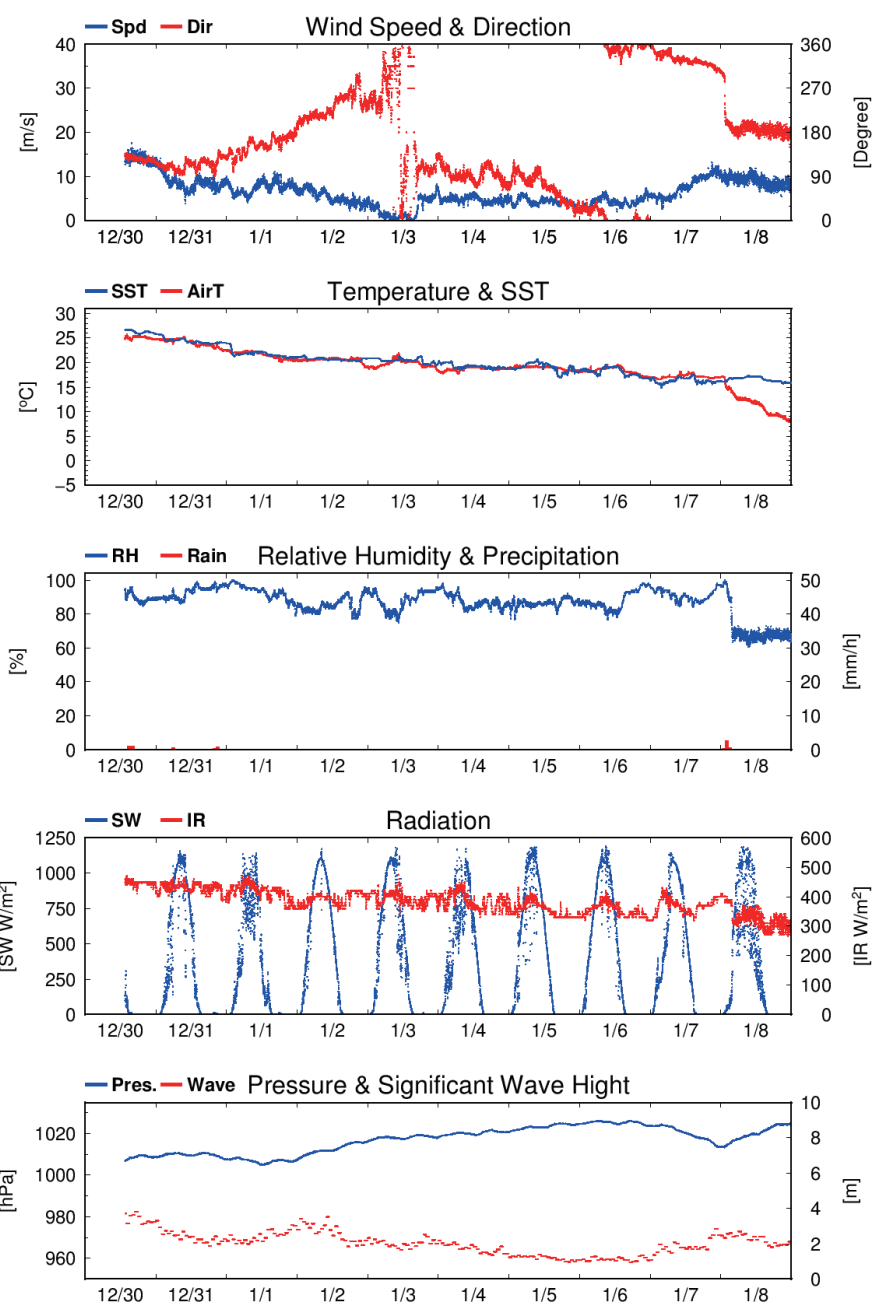 Spd Dir Wind Speed & Direction
40 360
30 270
[m/s] 20 180 [Degree]
10 90
0 0
12/30 12/31 1/1 1/2 1/3 1/4 1/5 1/6 1/7 1/8
SST AirT Temperature & SST
30
25
20
15
[ºC] 10
5
0
−5
12/30 12/31 1/1 1/2 1/3 1/4 1/5 1/6 1/7 1/8
RH Rain Relative Humidity & Precipitation
100 50
80 40
60 30
[%] 40 20 [mm/h]
20 10
0 0
12/30 12/31 1/1 1/2 1/3 1/4 1/5 1/6 1/7 1/8
SW IR Radiation
1250 600
1000 500
400
750
300
[SW W/m²] 500 [IR W/m²]
200
250 100
0 0
12/30 12/31 1/1 1/2 1/3 1/4 1/5 1/6 1/7 1/8
Pres. Wave Pressure & Significant Wave Hight
10
1020 8
1000 6
[hPa] [m]
980 4
960 2
0
12/30 12/31 1/1 1/2 1/3 1/4 1/5 1/6 1/7 1/8